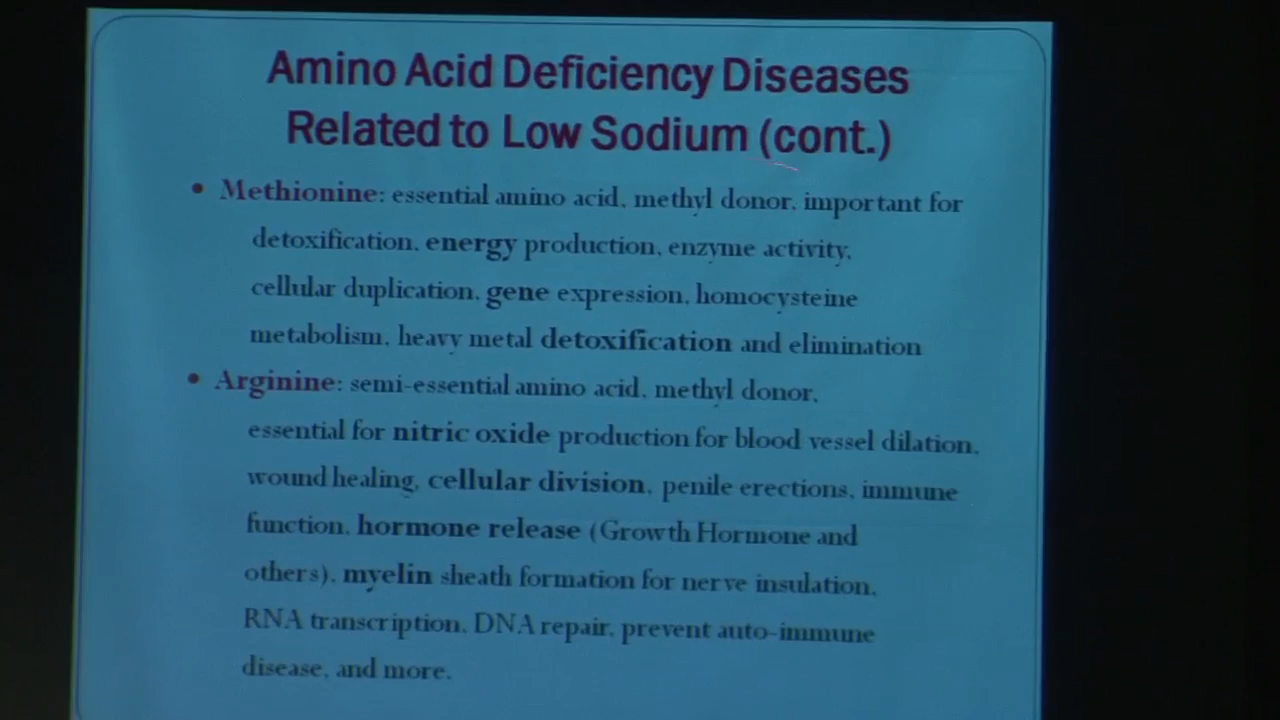 Amino Acid Deficiency Diseases
Related to Low Sodium (cont.)
• Methionine: essential amino acid, methyl donor, important for
detoxification, energy production, enzyme activity,
cellular duplication, gene expression, homocysteine
metabolism, heavy metal detoxification and elimination
• Arginine: semi-essential amino acid, methyl donor,
essential for nitric oxide production for blood vessel dilation,
wound healing, cellular division, penile erections, immune
function, hormone release (Growth Hormone and
others), myelin sheath formation for nerve insulation,
RNA transcription, DNA repair, prevent auto-immune
disease, and more.